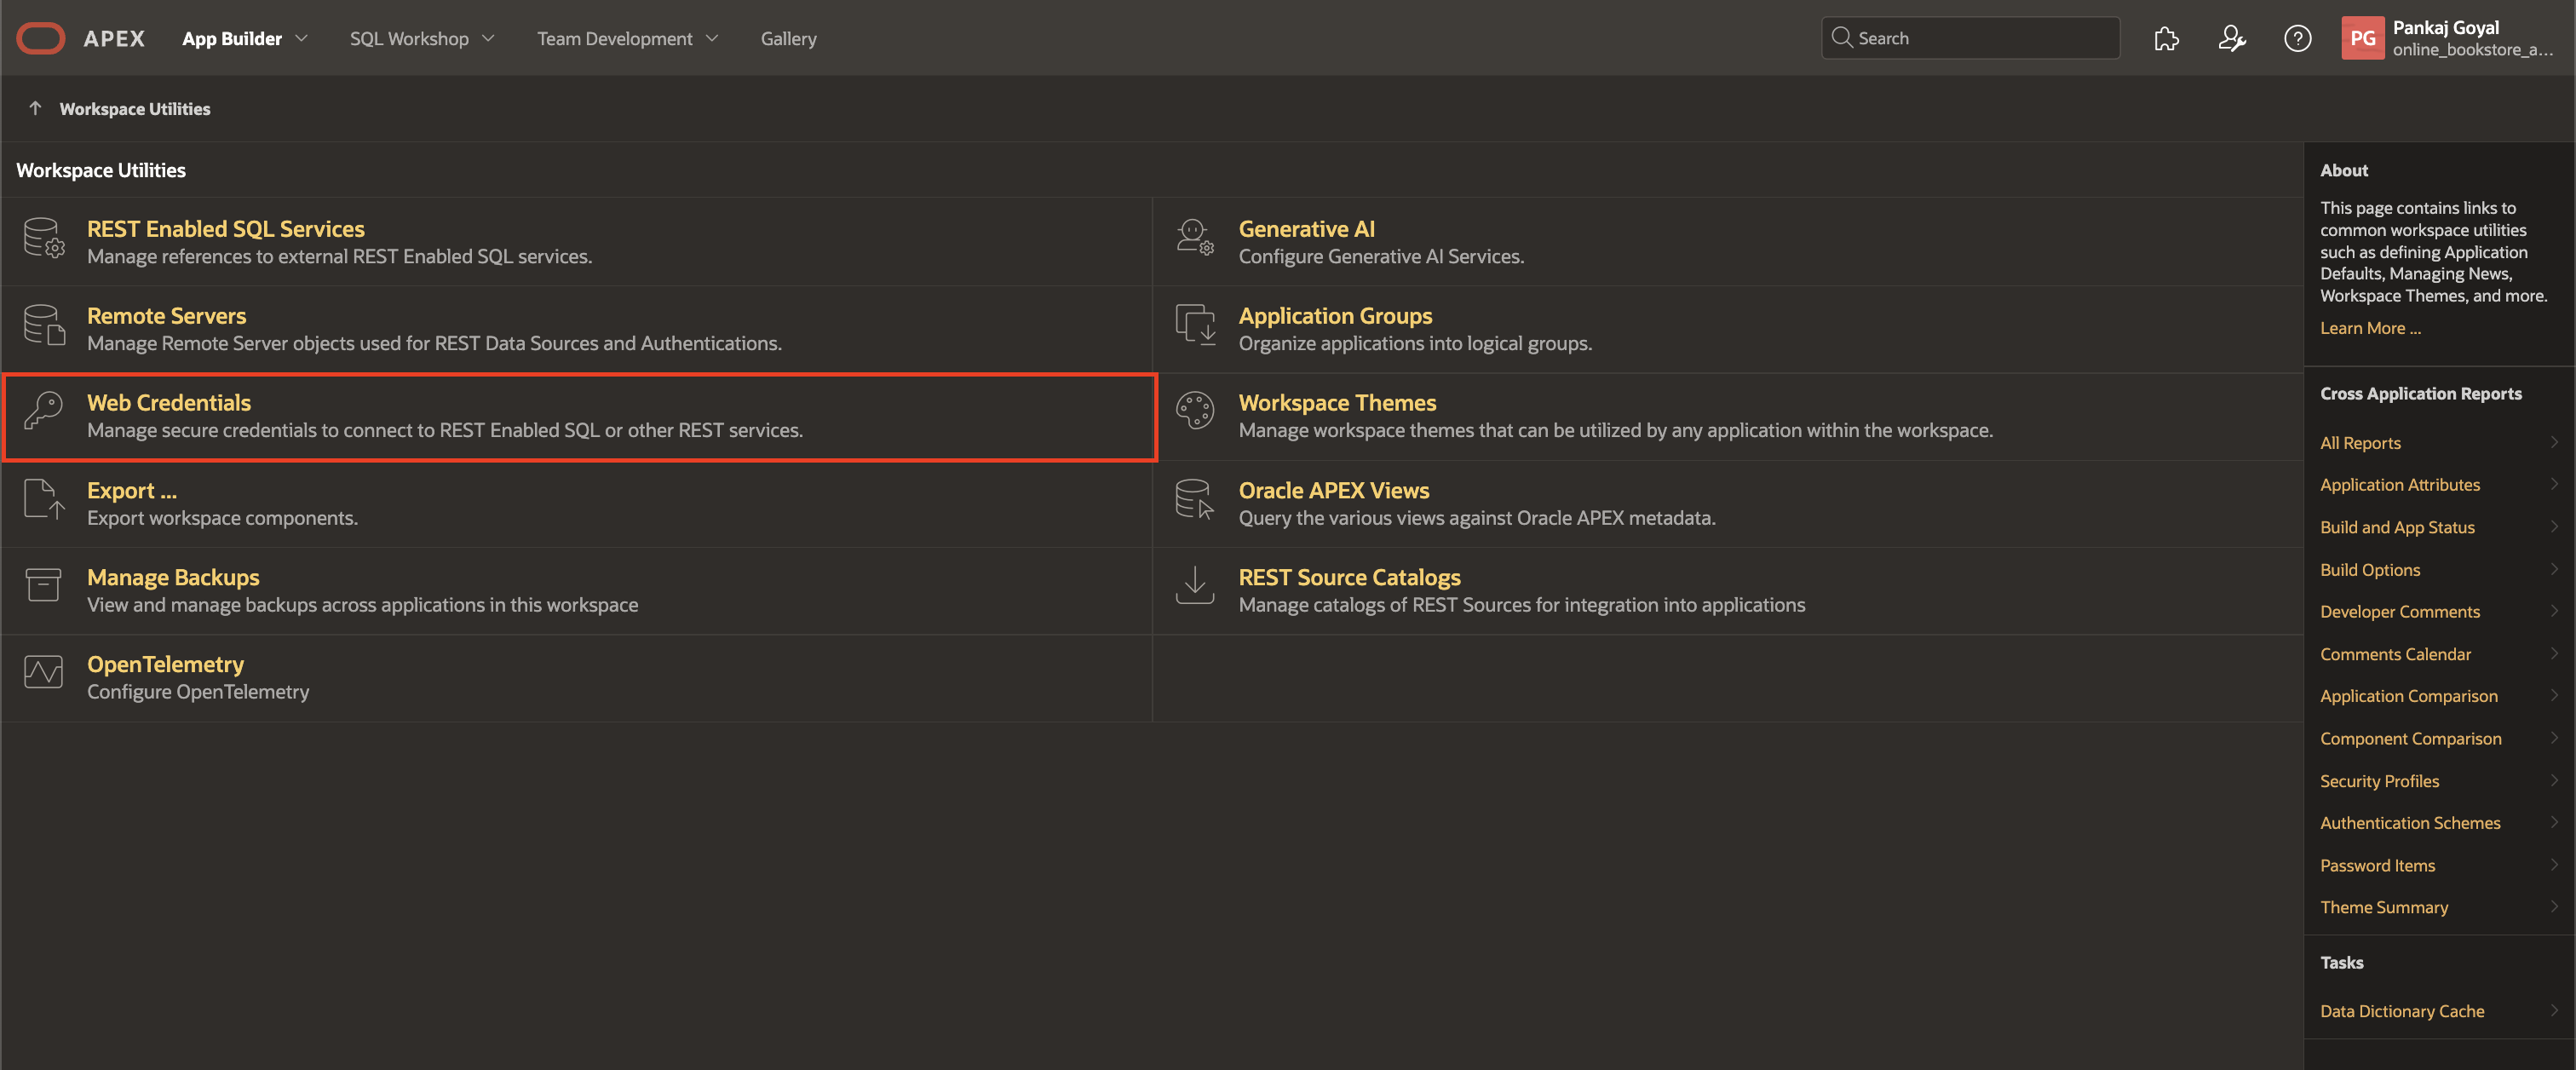 APEX App Builder SQL Workshop Team Development Gallery Search PG Pankaj Goyal
online_bookstore_a...
Workspace Utilities
Workspace Utilities
REST Enabled SQL Services
Manage references to external REST Enabled SQL services.
Generative AI
Configure Generative AI Services.
Remote Servers
Manage Remote Server objects used for REST Data Sources and Authentications.
Application Groups
Organize applications into logical groups.
Web Credentials
Manage secure credentials to connect to REST Enabled SQL or other REST services.
Workspace Themes
Manage workspace themes that can be utilized by any application within the workspace.
Export ...
Export workspace components.
Oracle APEX Views
Query the various views against Oracle APEX metadata.
Manage Backups
View and manage backups across applications in this workspace
REST Source Catalogs
Manage catalogs of REST Sources for integration into applications
OpenTelemetry
Configure OpenTelemetry
About
This page contains links to
common workspace utilities
such as defining Application
Defaults, Managing News,
Workspace Themes, and more.
Learn More ...
Cross Application Reports
All Reports
Application Attributes
Build and App Status
Build Options
Developer Comments
Comments Calendar
Application Comparison
Component Comparison
Security Profiles
Authentication Schemes
Password Items
Theme Summary
Tasks
Data Dictionary Cache